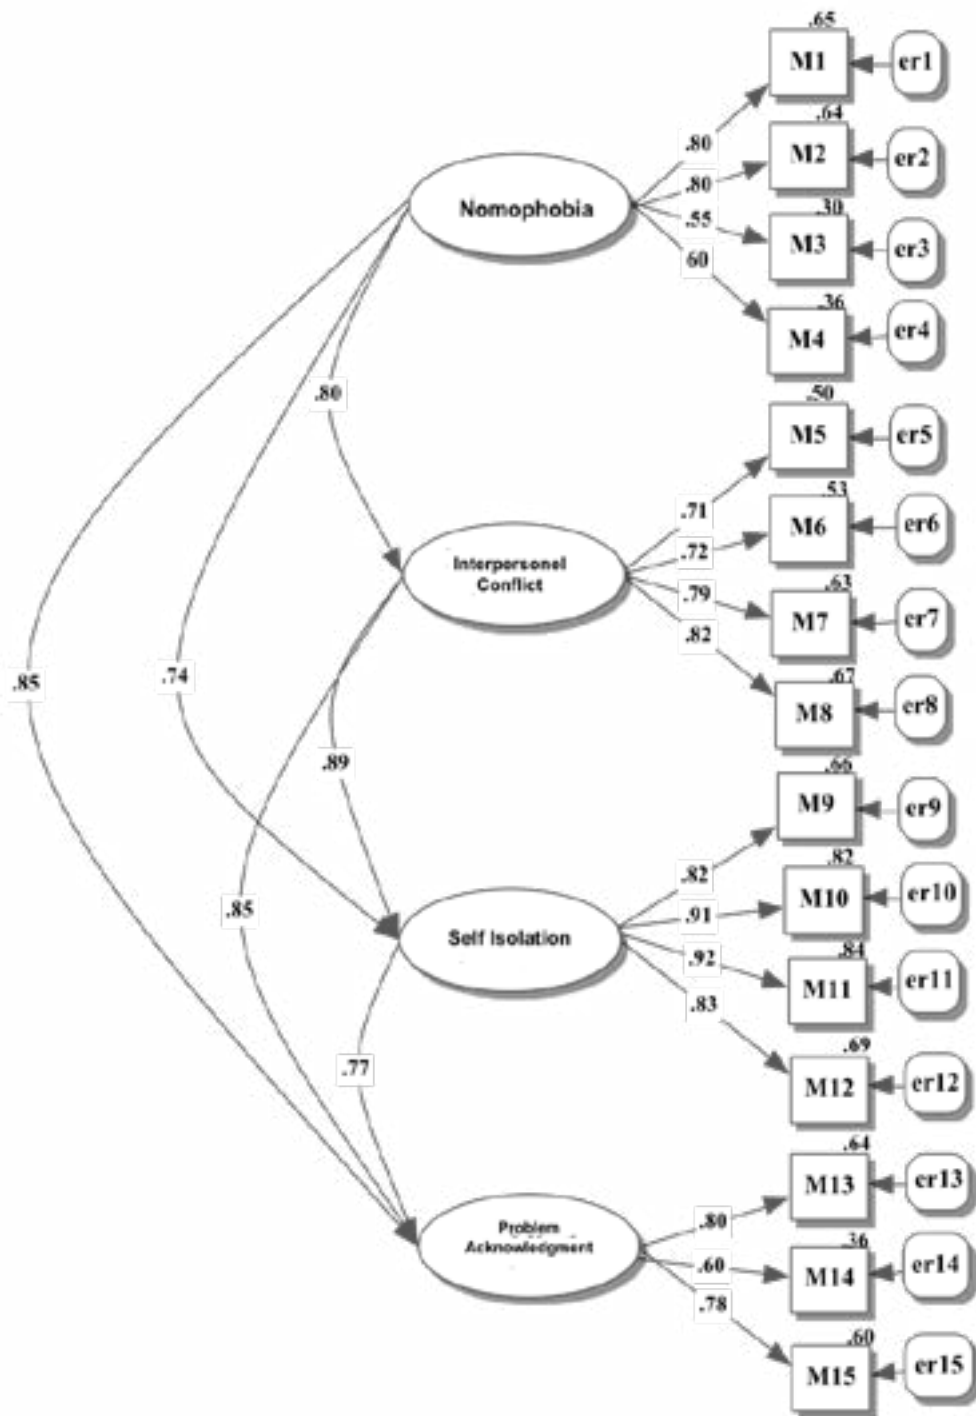 .65
M1
er1
.80
.64
M2
er2
.80
Nomophobia
.55
.30
M3
er3
60
.36
M4
er4
.80
.50
M5
er5
.71
.53
M6
er6
.72
Interpersonel
Conflict
.79
.63
M7
er7
.82
.67
M8
er8
.85
.74
.89
.66
M9
er9
.82
.82
M10
er10
.91
.85
Self Isolation
.92
.84
M11
er11
.83
.77
.69
M12
er12
.64
M13
er13
.80
Problem
Acknowledgment
.36
M14
er14
.60
.78
.60
M15
er15